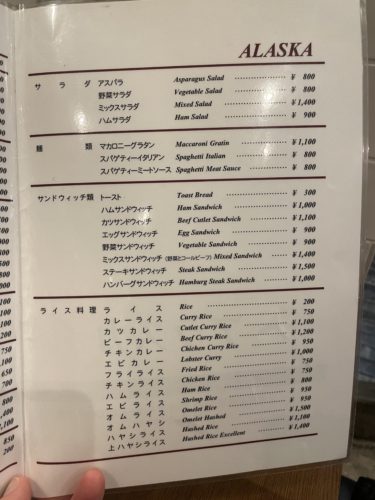 ALASKA
サラダ アスパラ Asparagus Salad ¥ 800
野菜サラダ Vegetable Salad ¥ 800
ミックスサラダ Mixed Salad ¥ 1,400
ハムサラダ Ham Salad ¥ 900
麺類 マカロニーグラタン Maccaroni Gratin ¥ 1,100
スパゲティーイタリアン Spaghetti Italian ¥ 800
スパゲティーミートソース Spaghetti Meat Sauce ¥ 800
サンドウィッチ類 トースト Toast Bread ¥ 300
ハムサンドウィッチ Ham Sandwich ¥ 1,000
カツサンドウィッチ Beef Cutlet Sandwich ¥ 1,100
エッグサンドウィッチ Egg Sandwich ¥ 900
野菜サンドウィッチ Vegetable Sandwich ¥ 900
ミックスサンドウィッチ(野菜とコールビーフ) Mixed Sandwich ¥ 1,400
ステーキサンドウィッチ Steak Sandwich ¥ 1,500
ハンバーグサンドウィッチ Hamburg Steak Sandwich ¥ 1,000
ライス料理 ライス Rice ¥ 200
カレーライス Curry Rice ¥ 750
カツカレー Cutlet Curry Rice ¥ 1,100
ビーフカレー Beef Curry Rice ¥ 1,200
チキンカレー Chicken Curry Rice ¥ 950
エビカレー Lobster Curry ¥ 1,100
フライライス Fried Rice ¥ 750
チキンライス Chicken Rice ¥ 800
ハムライス Ham Rice
エビライス Shrimp Rice ¥ 950
オムライス Omelet Rice ¥ 950
オムハヤシ Omelet Hashed ¥ 1,500
ハヤシライス Hashed Rice ¥ 1,100
上ハヤシライス Hashed Rice Excellent ¥ 1,400